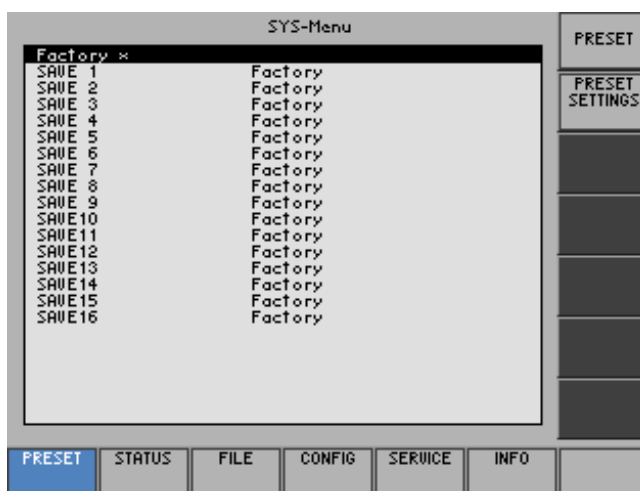 SYS-Menu
Factory ×
SAVE 1 Factory
SAVE 2 Factory
SAVE 3 Factory
SAVE 4 Factory
SAVE 5 Factory
SAVE 6 Factory
SAVE 7 Factory
SAVE 8 Factory
SAVE 9 Factory
SAVE10 Factory
SAVE11 Factory
SAVE12 Factory
SAVE13 Factory
SAVE14 Factory
SAVE15 Factory
SAVE16 Factory
PRESET
PRESET
SETTINGS
PRESET STATUS FILE CONFIG SERVICE INFO